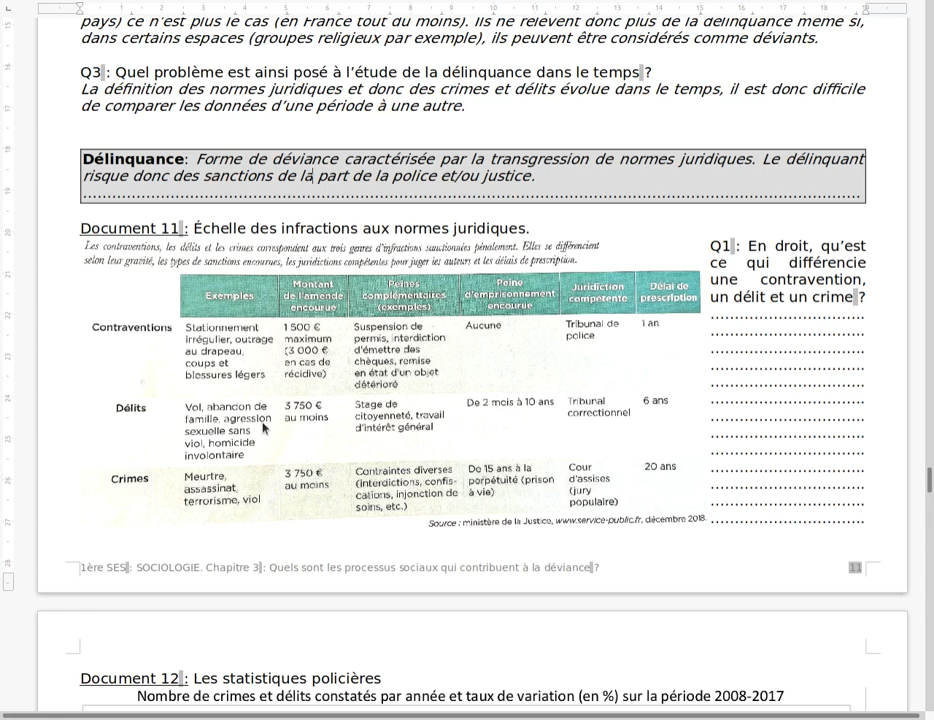 pays) ce n'est plus le cas (en France tout du moins). Ils ne relèvent donc plus de la délinquance même si,
dans certains espaces (groupes religieux par exemple), ils peuvent être considérés comme déviants.
Q3 : Quel problème est ainsi posé à l'étude de la délinquance dans le temps ?
La définition des normes juridiques et donc des crimes et délits évolue dans le temps, il est donc difficile
de comparer les données d'une période à une autre.
Délinquance: Forme de déviance caractérisée par la transgression de normes juridiques. Le délinquant
risque donc des sanctions de la part de la police et/ou justice.
Document 11 : Échelle des infractions aux normes juridiques.
Les contraventions, les délits et les crimes correspondent aux trois genres d'infractions sanctionnées pénalement. Elles se différencient
selon leur gravité, les types de sanctions encourues, les juridictions compétentes pour juger les auteurs et les délais de prescription.
Exemples
Montant
de l'amende
encourue
Peines
complémentaires
(exemples)
Peine
d'emprisonnement
encourue
Juridiction
compétente
Délai de
prescription
Contraventions
Stationnement
irrégulier, outrage
au drapeau,
coups et
blessures légers
1 500 €
maximum
(3 000 €
en cas de
récidive)
Suspension de
permis, interdiction
d'émettre des
chèques, remise
en état d'un objet
détérioré
Aucune
Tribunal de
police
1 an
Délits
Vol, abandon de
famille, agression
sexuelle sans
viol, homicide
involontaire
3 750 €
au moins
Stage de
citoyenneté, travail
d'intérêt général
De 2 mois à 10 ans
Tribunal
correctionnel
6 ans
Crimes
Meurtre,
assassinat,
terrorisme, viol
3 750 €
au moins
Contraintes diverses
(interdictions, confis-
cations, injonction de
soins, etc.)
De 15 ans à la
perpétuité (prison
à vie)
Cour
d'assises
(jury
populaire)
20 ans
Source : ministère de la Justice, www.service-public.fr, décembre 2018.
Q1 : En droit, qu'est
ce qui différencie
une contravention,
un délit et un crime ?
1ère SES : SOCIOLOGIE. Chapitre 3 : Quels sont les processus sociaux qui contribuent à la déviance ?
11
Document 12 : Les statistiques policières
Nombre de crimes et délits constatés par année et taux de variation (en %) sur la période 2008-2017